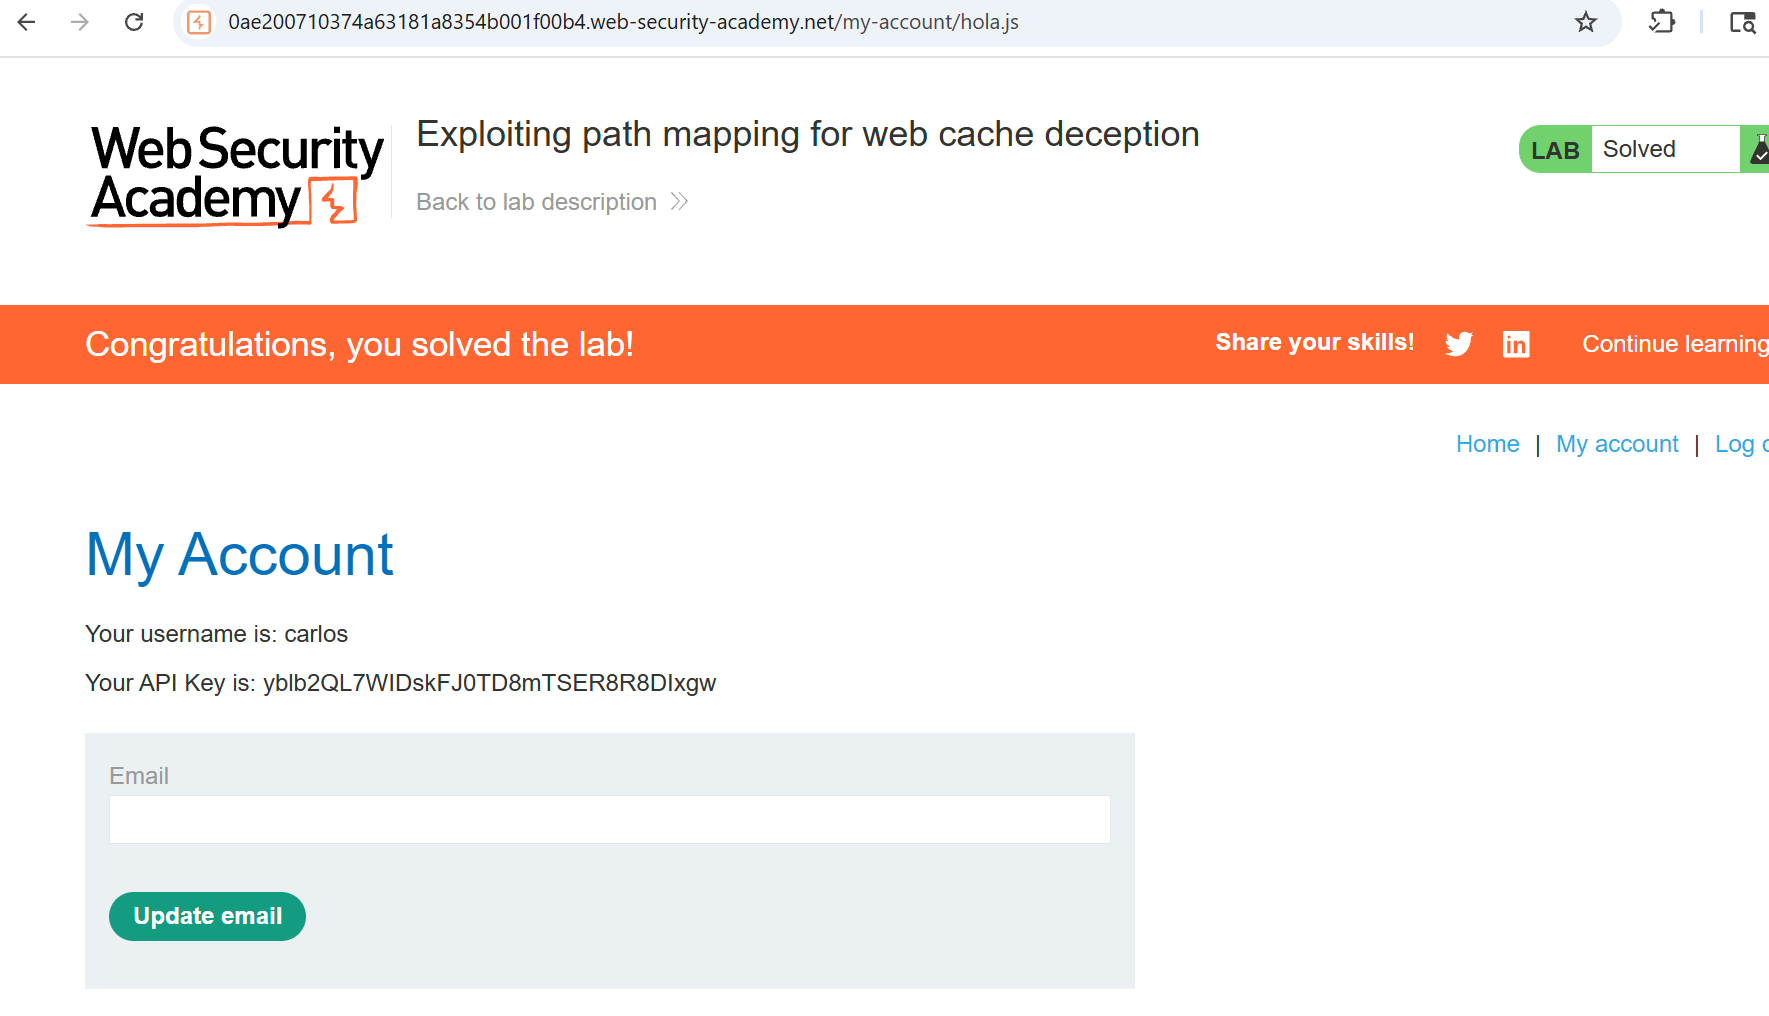 0ae200710374a63181a8354b001f00b4.web-security-academy.net/my-account/hola.js
Web Security
Academy
Exploiting path mapping for web cache deception
Back to lab description
LAB Solved
Congratulations, you solved the lab!
Share your skills!
in
Continue learning
Home | My account | Log o
My Account
Your username is: carlos
Your API Key is: yblb2QL7WIDskFJ0TD8mTSER8R8DIxgw
Email
Update email